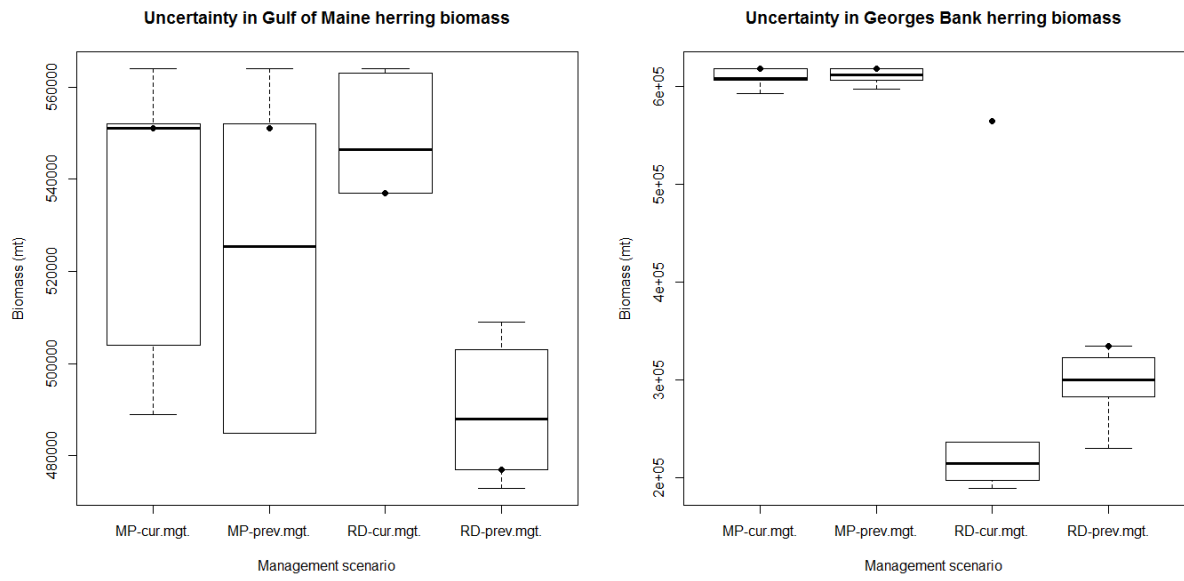 Uncertainty in Gulf of Maine herring biomass
Biomass (mt)
560000
540000
520000
500000
480000
MP-cur.mgt. MP-prev.mgt. RD-cur.mgt. RD-prev.mgt.
Management scenario
Uncertainty in Georges Bank herring biomass
Biomass (mt)
6e+05
5e+05
4e+05
3e+05
2e+05
MP-cur.mgt. MP-prev.mgt. RD-cur.mgt. RD-prev.mgt.
Management scenario